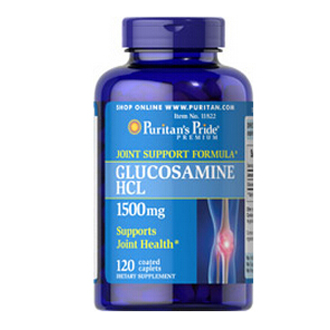 SHOP ONLINE WWW.PURITAN.COM
Item No. 11822
Puritan's Pride®
PREMIUM
JOINT SUPPORT FORMULA*
GLUCOSAMINE
HCL
1500mg
Supports
Joint Health*
120 coated caplets
DIETARY SUPPLEMENT